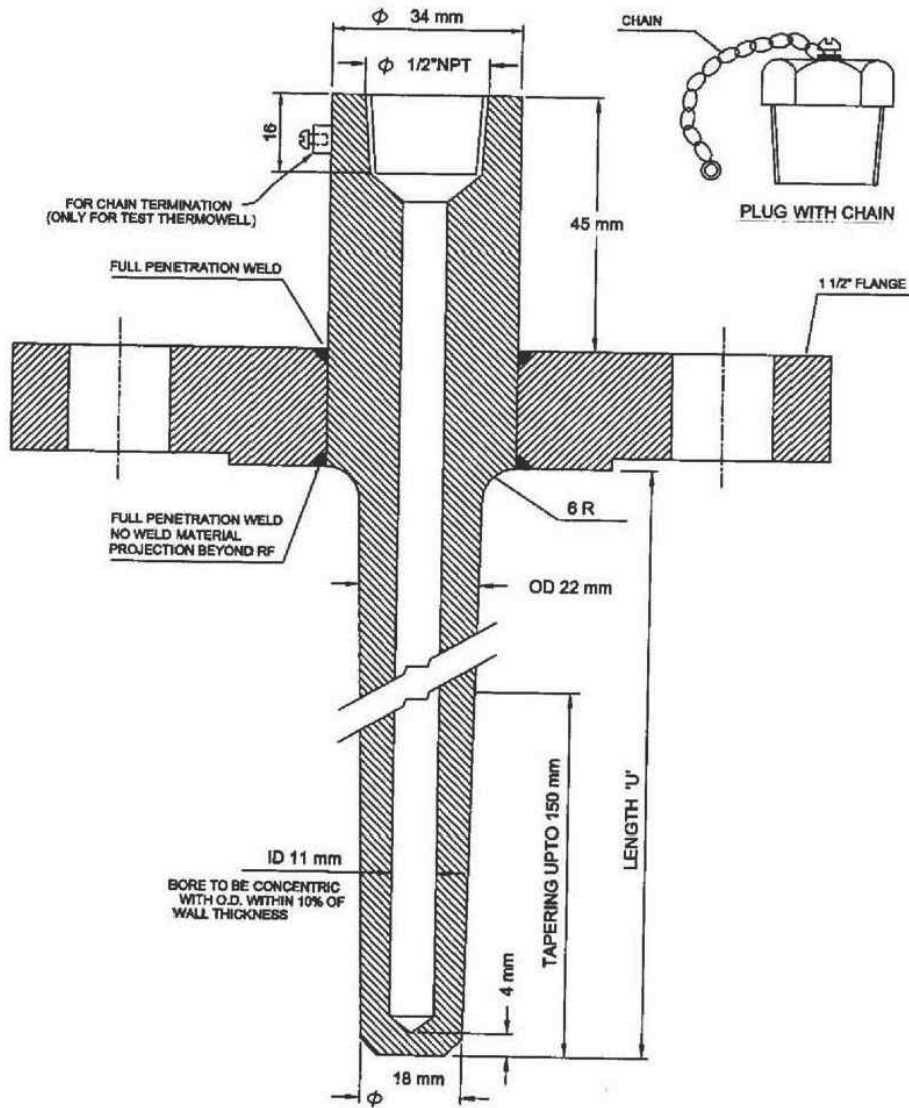 ϕ 34 mm
ϕ 1/2"NPT
16
FOR CHAIN TERMINATION
(ONLY FOR TEST THERMOWELL)
CHAIN
PLUG WITH CHAIN
45 mm
FULL PENETRATION WELD
1 1/2" FLANGE
FULL PENETRATION WELD
NO WELD MATERIAL
PROJECTION BEYOND RF
6 R
OD 22 mm
TAPERING UPTO 150 mm
LENGTH 'U'
ID 11 mm
BORE TO BE CONCENTRIC
WITH O.D. WITHIN 10% OF
WALL THICKNESS
4 mm
18 mm
ϕ